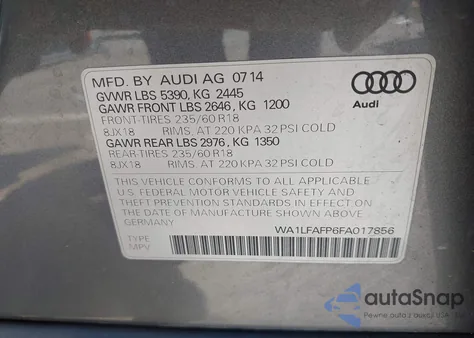 MFD. BY AUDI AG 07 14
GVWR LBS 5390, KG 2445
GAWR FRONT LBS 2646, KG 1200
FRONT-TIRES 235/60 R18
8JX18 RIMS, AT 220 KPA 32 PSI COLD
GAWR REAR LBS 2976, KG 1350
REAR-TIRES 235/60 R18
8JX18 RIMS, AT 220 KPA 32 PSI COLD
THIS VEHICLE CONFORMS TO ALL APPLICABLE
U.S. FEDERAL MOTOR VEHICLE SAFETY AND
THEFT PREVENTION STANDARDS IN EFFECT ON
THE DATE OF MANUFACTURE SHOWN ABOVE
GERMANY
Audi
WA1LFAFP6FA017856
TYPE
MPV
autoSnap
Pewne auto z aukcji USA